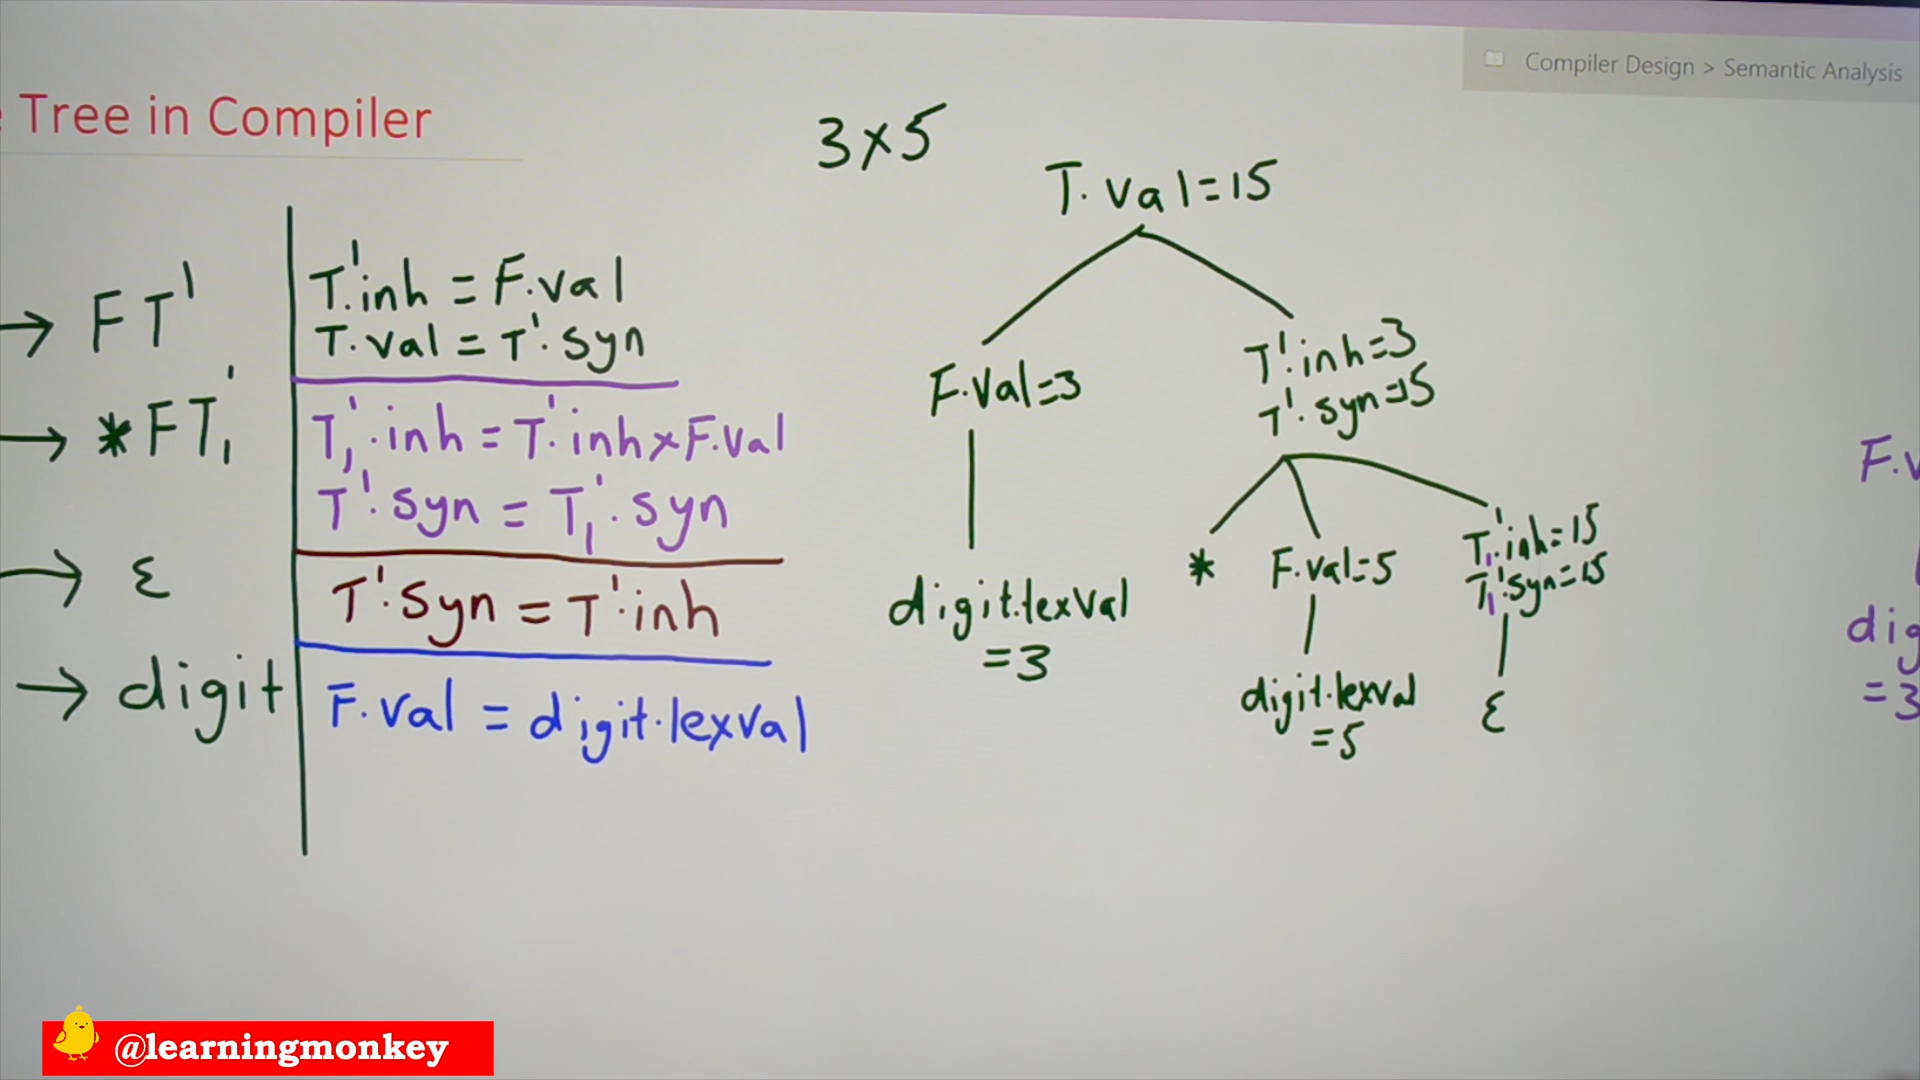 Compiler Design > Semantic Analysis
Tree in Compiler
3×5
→ FT'
T'.inh = F.val
T.val = T'.syn
→ *FT₁'
T₁'.inh = T'.inh×F.val
T'.syn = T₁'.syn
→ ε
T'.syn = T'.inh
→ digit
F.val = digit.lexval
T.val=15
F.val=3
T'.inh=3
T'.syn=15
digit.lexval
=3
*
F.val=5
T₁'.inh=15
T₁'.syn=15
digit.lexval
=5
ε
F.v
dig
=3
@learningmonkey